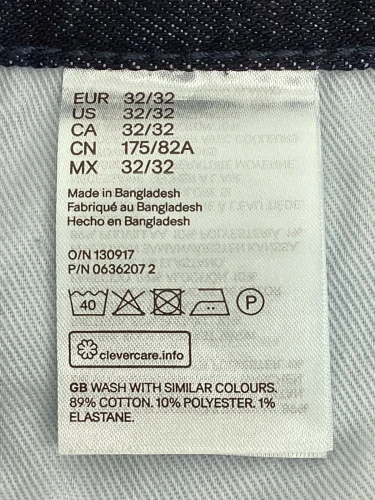 EUR 32/32
US 32/32
CA 32/32
CN 175/82A
MX 32/32
Made in Bangladesh
Fabriqué au Bangladesh
Hecho en Bangladesh
O/N 130917
P/N 0636207 2
40 P
clevercare.info
GB WASH WITH SIMILAR COLOURS.
89% COTTON. 10% POLYESTER. 1%
ELASTANE.